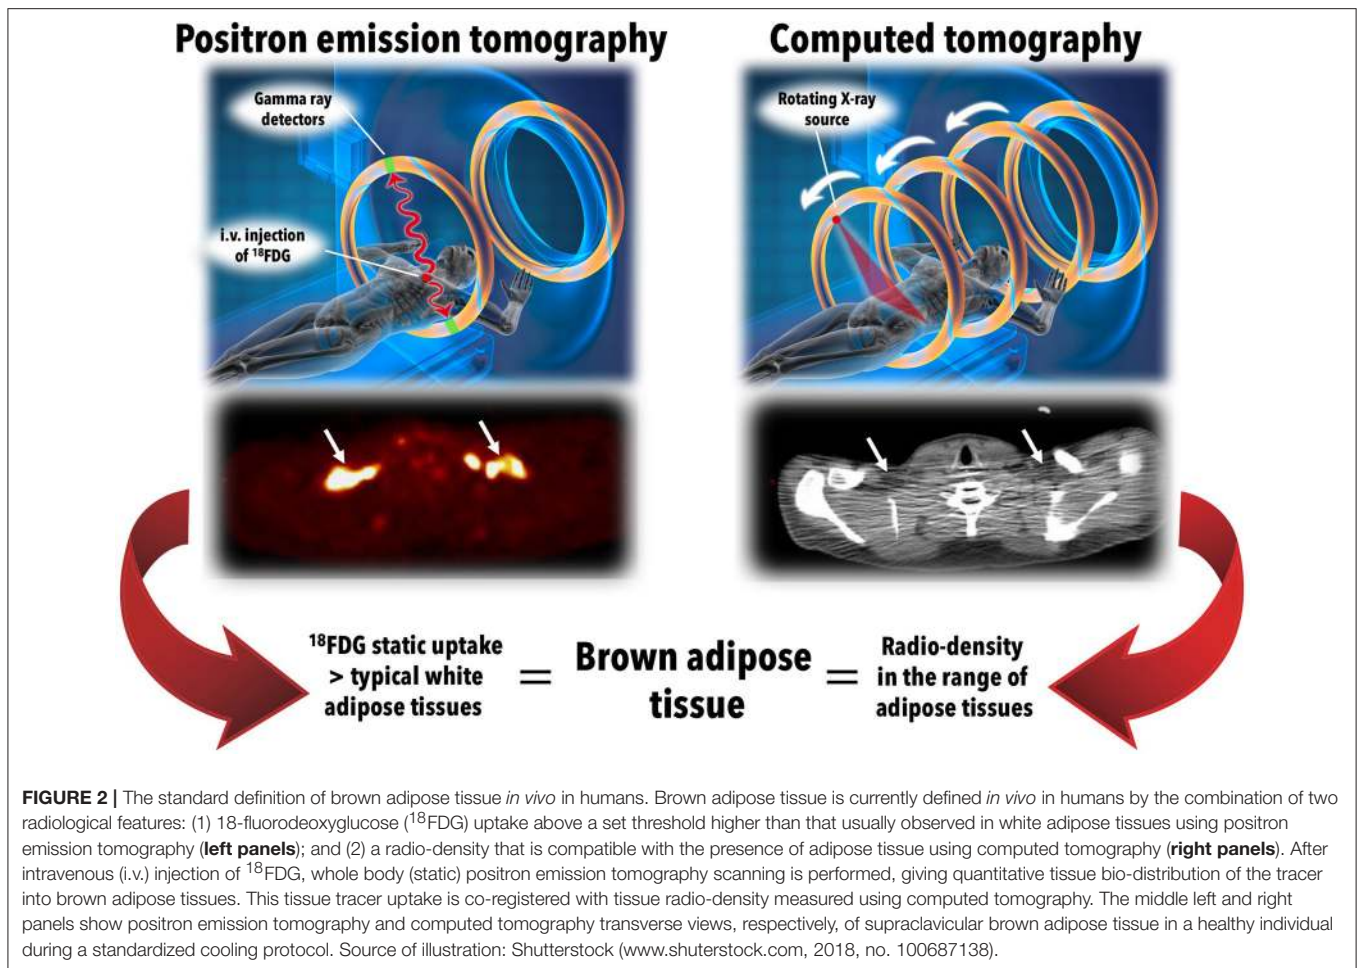 Positron emission tomography
Computed tomography
Gamma ray
detectors
i.v. injection
of ¹⁸FDG
Rotating X-ray
source
¹⁸FDG static uptake
> typical white
adipose tissues
=
Brown adipose
tissue
=
Radio-density
in the range of
adipose tissues
FIGURE 2 | The standard definition of brown adipose tissue in vivo in humans. Brown adipose tissue is currently defined in vivo in humans by the combination of two
radiological features: (1) 18-fluorodeoxyglucose (¹⁸FDG) uptake above a set threshold higher than that usually observed in white adipose tissues using positron
emission tomography (left panels); and (2) a radio-density that is compatible with the presence of adipose tissue using computed tomography (right panels). After
intravenous (i.v.) injection of ¹⁸FDG, whole body (static) positron emission tomography scanning is performed, giving quantitative tissue bio-distribution of the tracer
into brown adipose tissues. This tissue tracer uptake is co-registered with tissue radio-density measured using computed tomography. The middle left and right
panels show positron emission tomography and computed tomography transverse views, respectively, of supraclavicular brown adipose tissue in a healthy individual
during a standardized cooling protocol. Source of illustration: Shutterstock (www.shuterstock.com, 2018, no. 100687138).